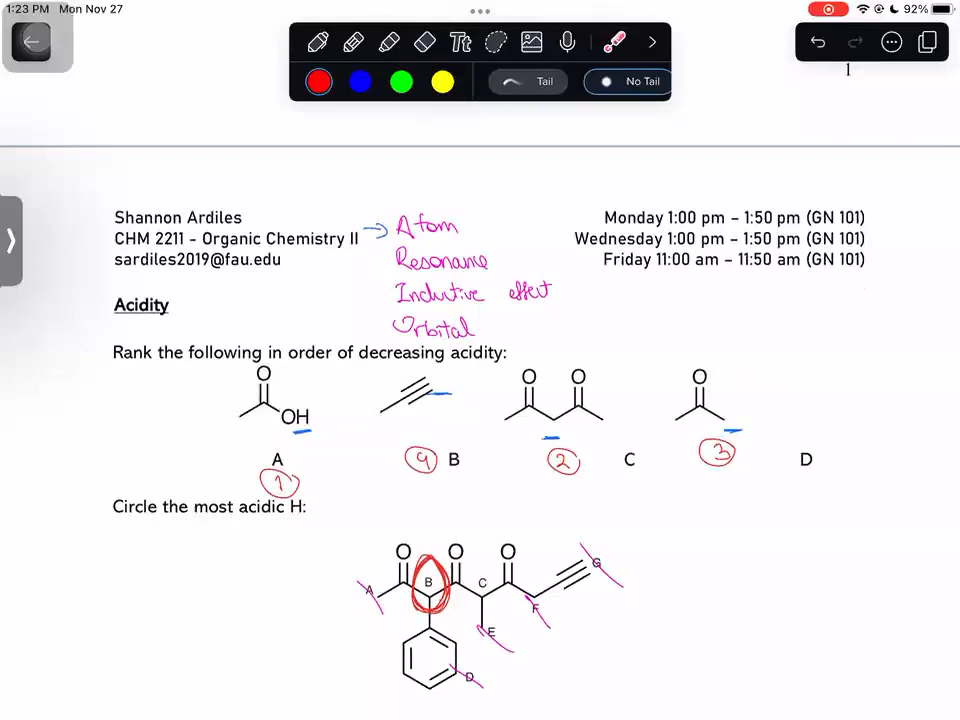 1:23 PM Mon Nov 27
92%
Tt
Tail
No Tail
1
Shannon Ardiles
CHM 2211 - Organic Chemistry II
sardiles2019@fau.edu
Atom
Resonance
Inductive effect
Orbital
Monday 1:00 pm – 1:50 pm (GN 101)
Wednesday 1:00 pm – 1:50 pm (GN 101)
Friday 11:00 am – 11:50 am (GN 101)
Acidity
Rank the following in order of decreasing acidity:
O O O O
OH
A B C D
1 4 2 3
Circle the most acidic H:
O O O
A B C G
F
E
D